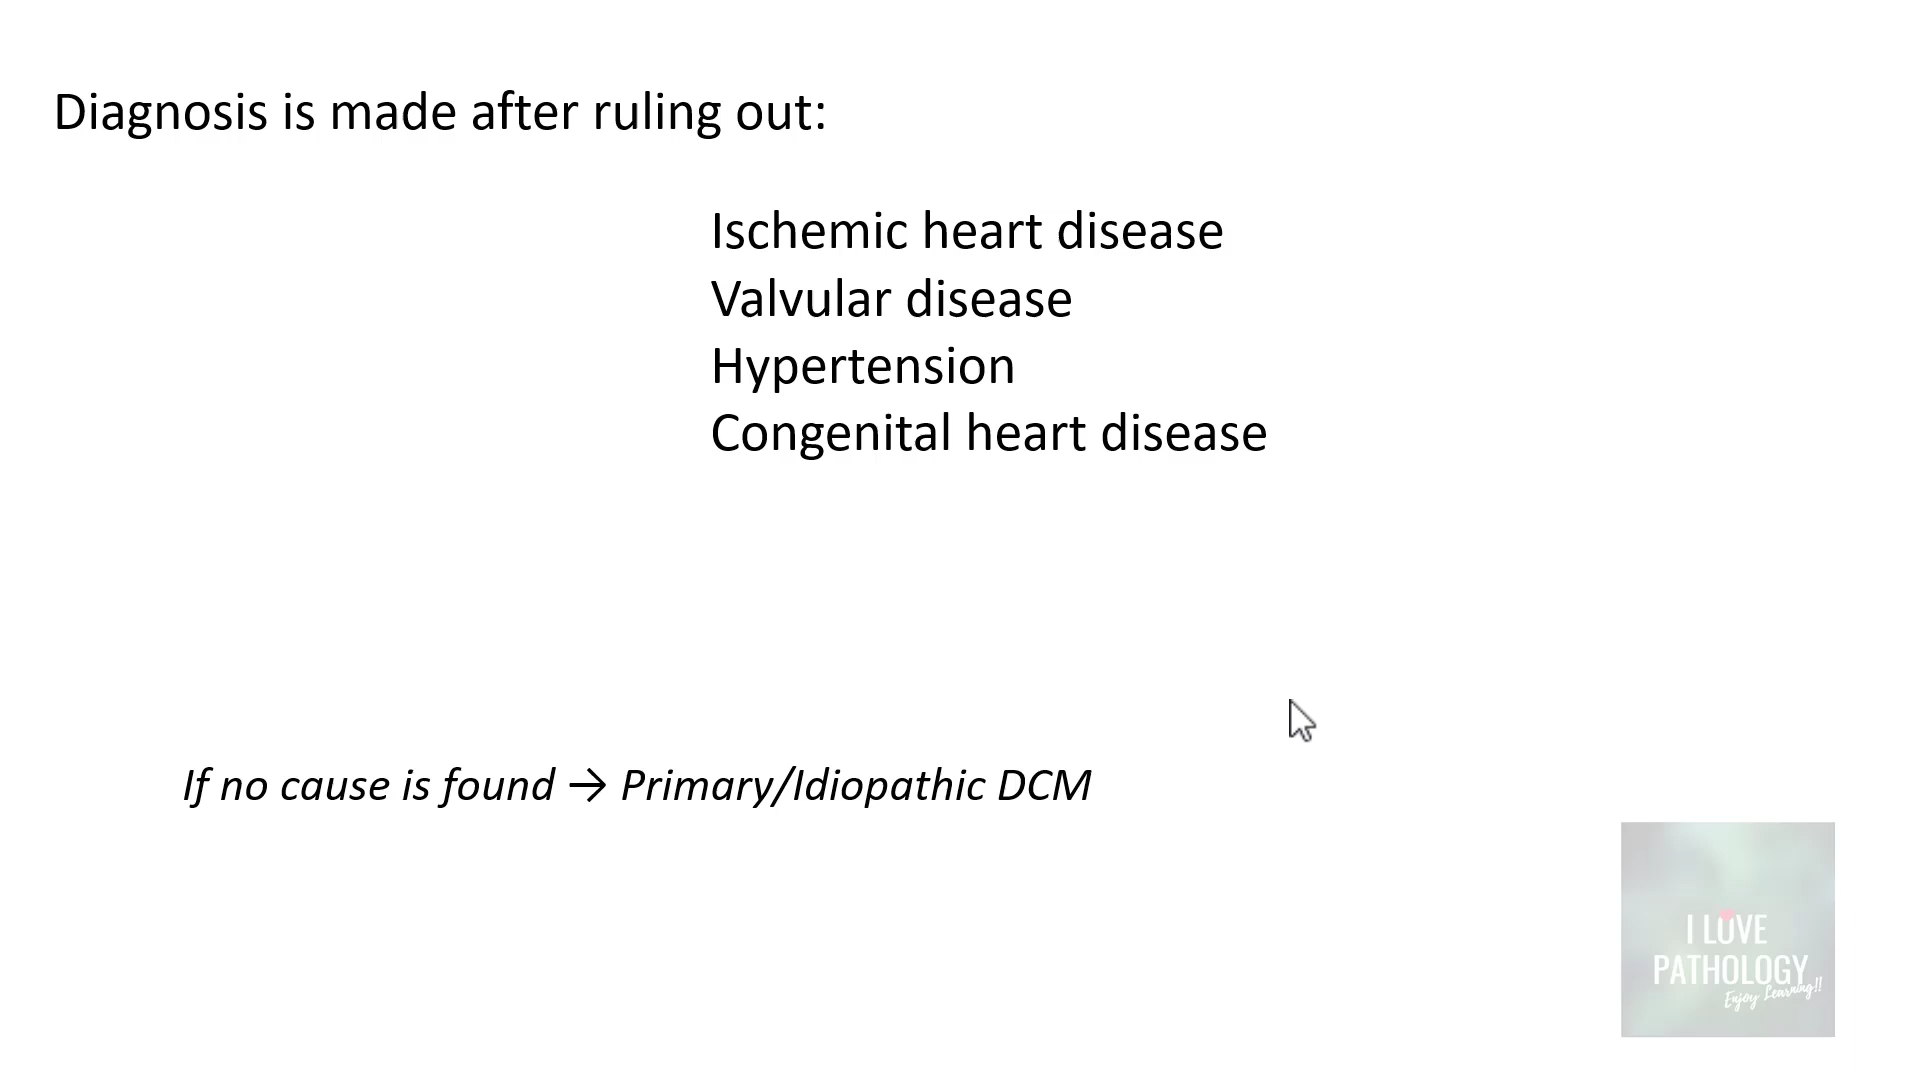 Diagnosis is made after ruling out:
Ischemic heart disease
Valvular disease
Hypertension
Congenital heart disease
If no cause is found → Primary/Idiopathic DCM
I LOVE
PATHOLOGY
Enjoy Learning!!